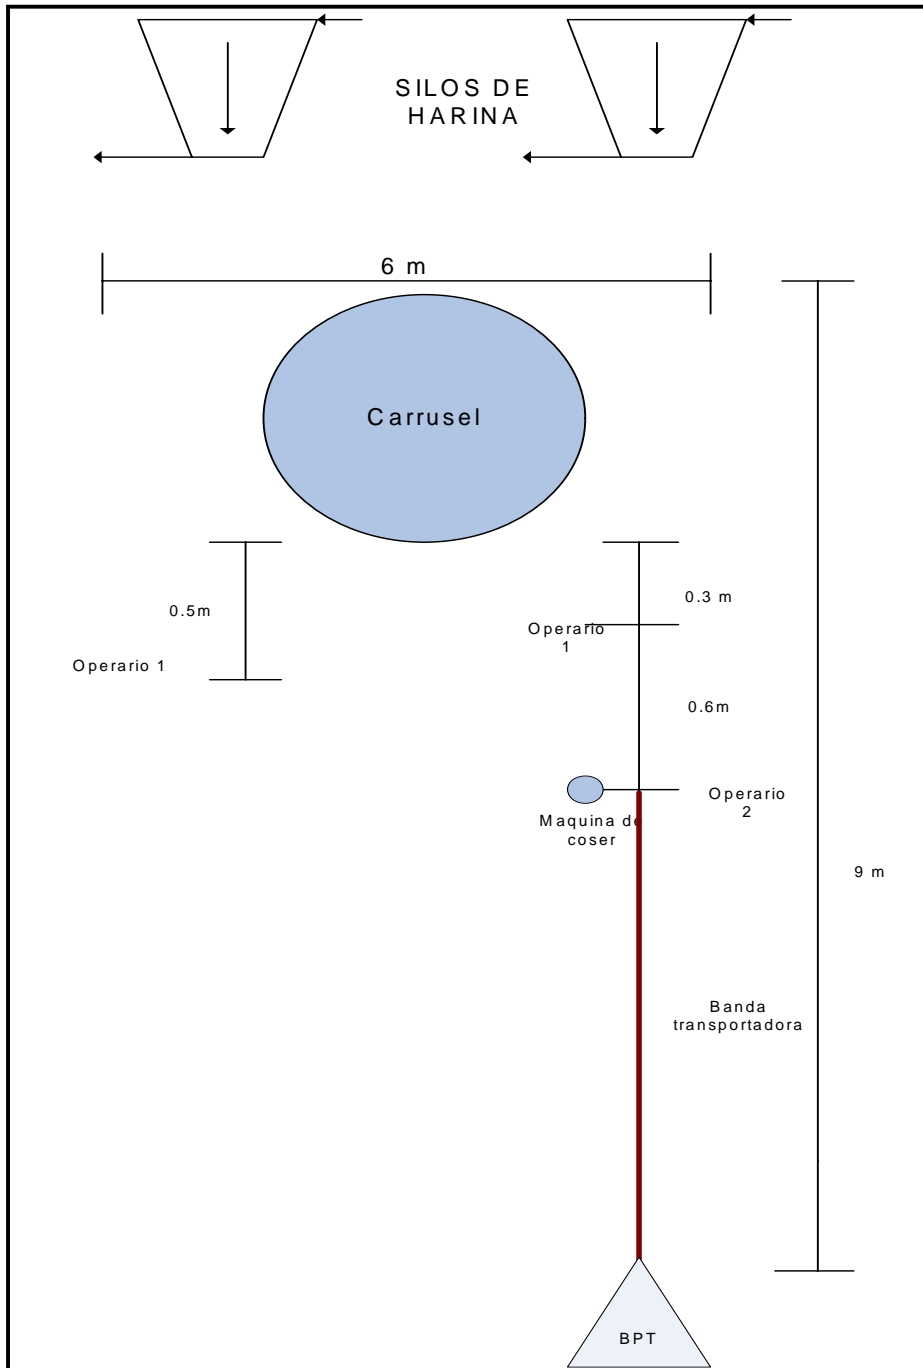 SILOS DE
HARINA
6 m
Carrusel
0.5m
Operario 1
0.3 m
Operario
1
0.6m
Maquina de
coser
Operario
2
9 m
Banda
transportadora
BPT